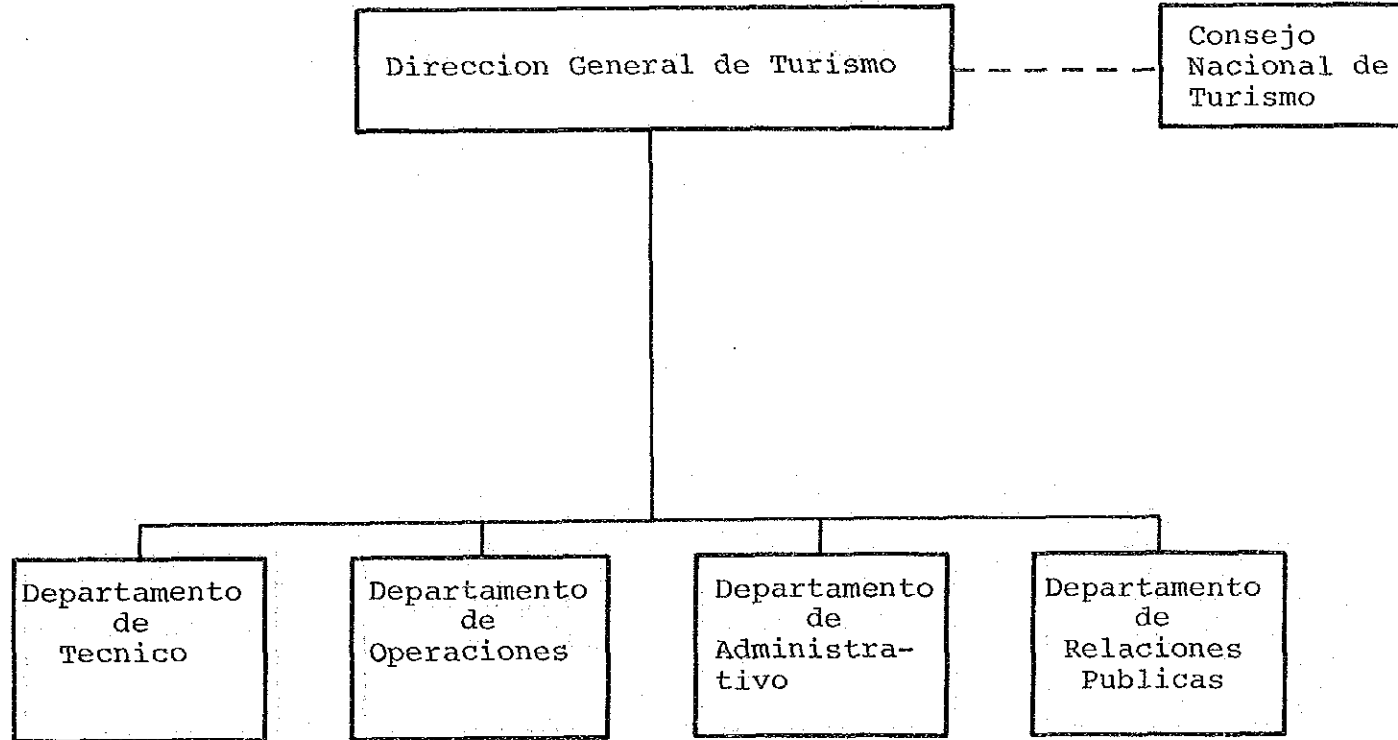 Direccion General de Turismo
Consejo
Nacional de
Turismo
Departamento
de
Tecnico
Departamento
de
Operaciones
Departamento
de
Administra-
tivo
Departamento
de
Relaciones
Publicas